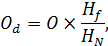 O_d = O × H_f / H_N,